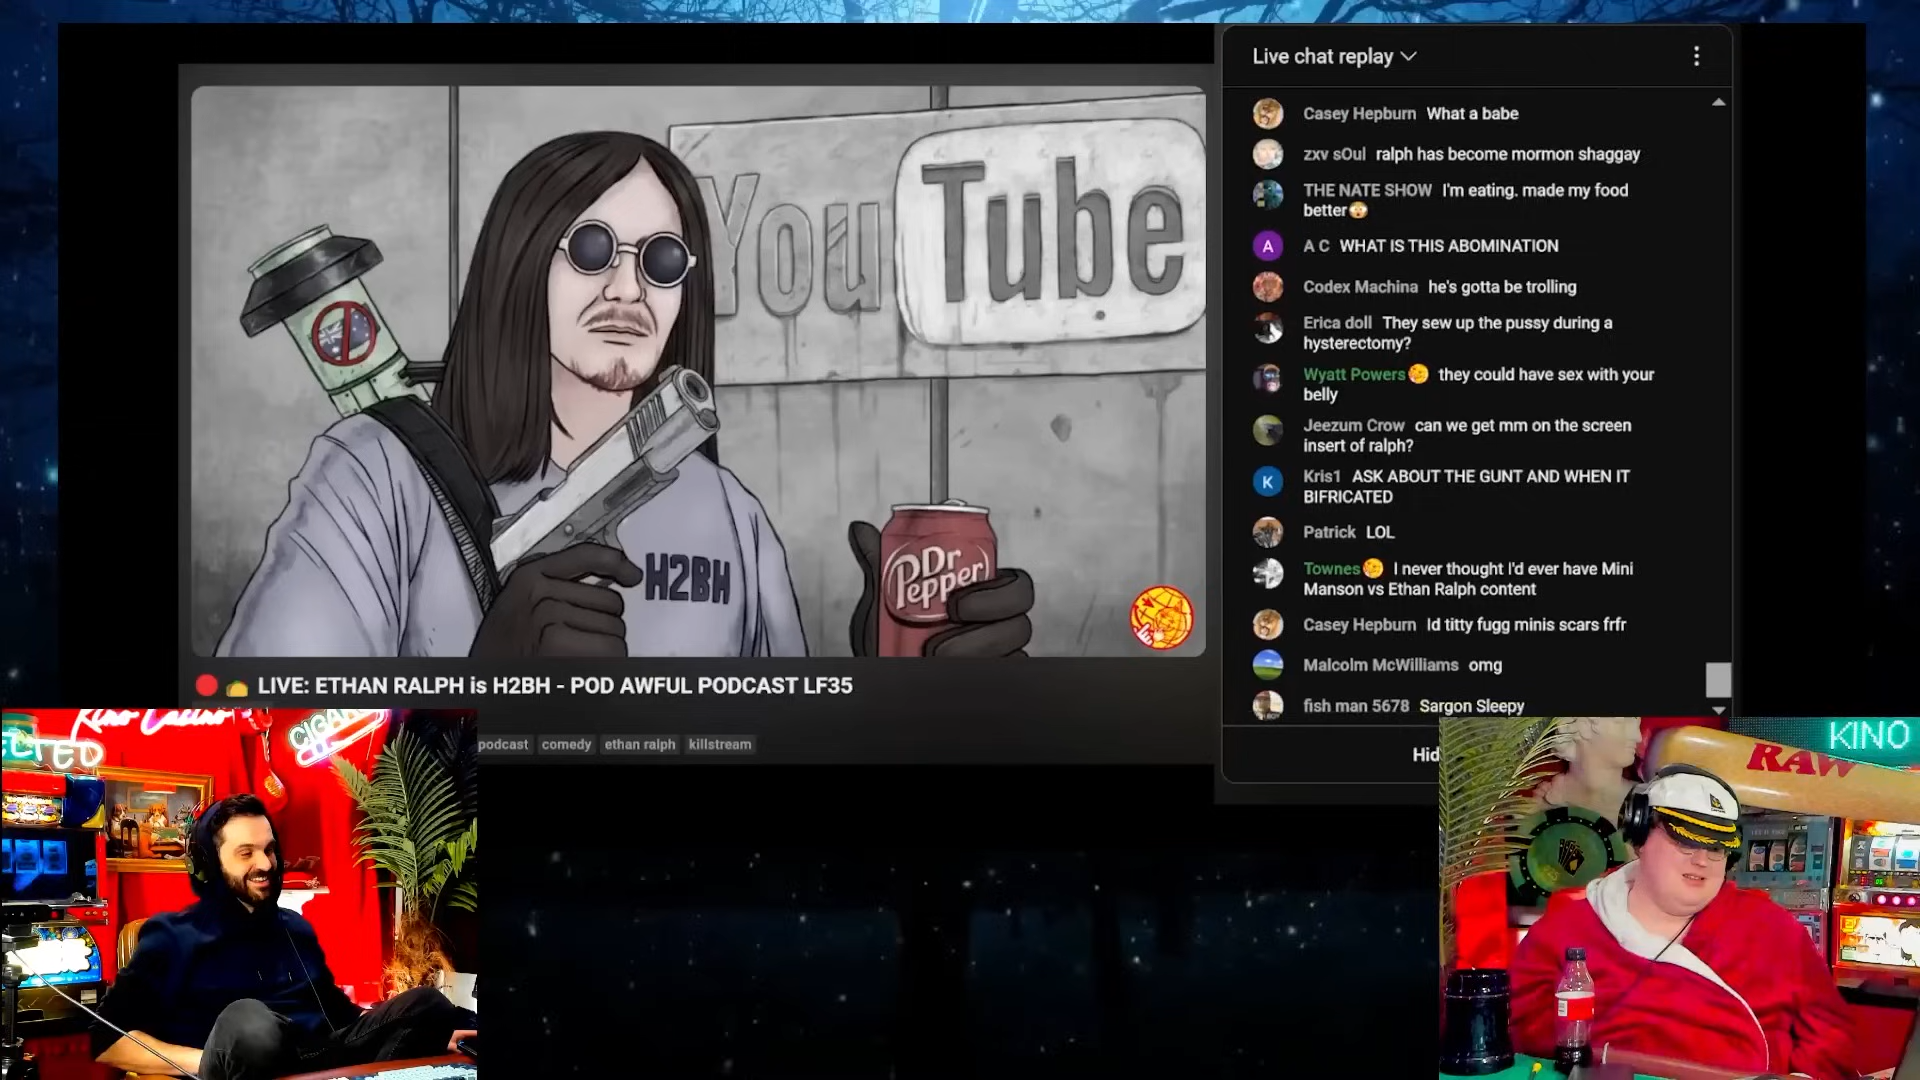 Live chat replay
Casey Hepburn What a babe
zxv sOul ralph has become mormon shaggay
THE NATE SHOW I'm eating. made my food
better
A
A C WHAT IS THIS ABOMINATION
Codex Machina he's gotta be trolling
Erica doll They sew up the pussy during a
hysterectomy?
Wyatt Powers they could have sex with your
belly
Jeezum Crow can we get mm on the screen
insert of ralph?
K
Kris1 ASK ABOUT THE GUNT AND WHEN IT
BIFRICATED
Patrick LOL
Townes I never thought I'd ever have Mini
Manson vs Ethan Ralph content
Casey Hepburn Id titty fugg minis scars frfr
Malcolm McWilliams omg
fish man 5678 Sargon Sleepy
Hid
YouTube
H2BH
Dr
Pepper
LIVE: ETHAN RALPH is H2BH - POD AWFUL PODCAST LF35
podcast comedy ethan ralph killstream
Kino Casino
ELTED
CIGARS
KINO
RAW